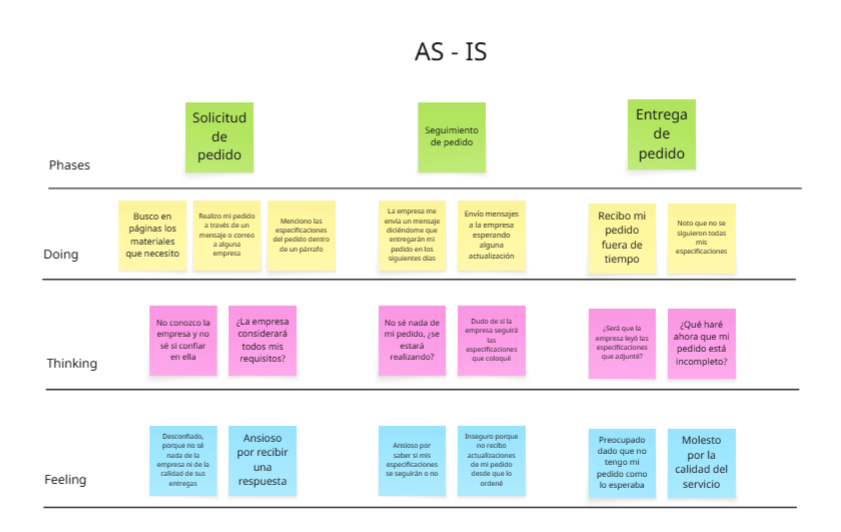 AS - IS
Solicitud
de
pedido
Seguimiento
de pedido
Entrega
de
pedido
Phases
Busco en
páginas los
materiales
que necesito
Realizo mi pedido
a través de un
mensaje o correo
a alguna
empresa
Menciono las
especificaciones
del pedido dentro
de un párrafo
La empresa me
envía un mensaje
diciéndome que
entregarán mi
pedido en los
siguientes días
Envío mensajes
a la empresa
esperando
alguna
actualización
Recibo mi
pedido
fuera de
tiempo
Noto que no se
siguieron todas
mis
especificaciones
Doing
No conozco la
empresa y no
sé si confiar
en ella
¿La empresa
considerará
todos mis
requisitos?
No sé nada de
mi pedido, ¿se
estará
realizando?
Dudo de si la
empresa seguirá
las
especificaciones
que coloqué
¿Será que la
empresa leyó las
especificaciones
que adjunté?
¿Qué haré
ahora que mi
pedido está
incompleto?
Thinking
Desconfiado,
porque no sé
nada de la
empresa ni de la
calidad de sus
entregas
Ansioso
por recibir
una
respuesta
Ansioso por
saber si mis
especificaciones
se seguirán o no
Inseguro porque
no recibo
actualizaciones
de mi pedido
desde que lo
ordené
Preocupado
dado que no
tengo mi
pedido como
lo esperaba
Molesto
por la
calidad del
servicio
Feeling